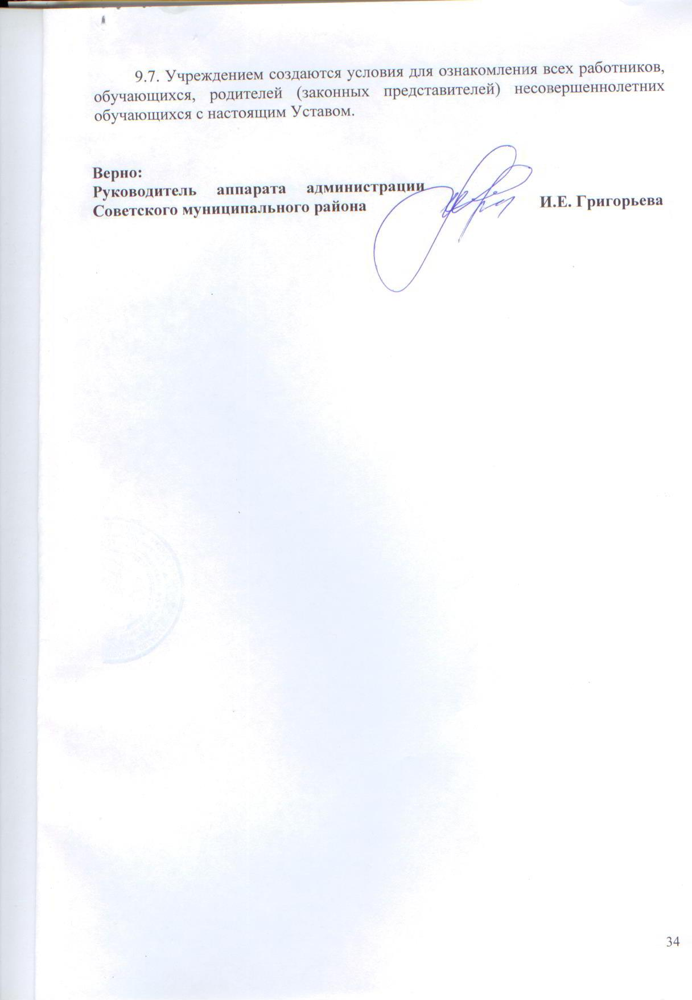 9.7. Учреждением создаются условия для ознакомления всех работников,
обучающихся, родителей (законных представителей) несовершеннолетних
обучающихся с настоящим Уставом.
Верно:
Руководитель аппарата администрации
Советского муниципального района
И.Е. Григорьева
34